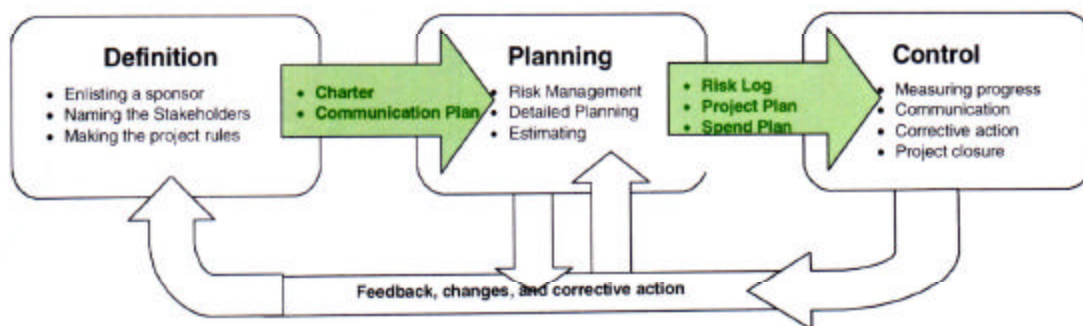 Definition
• Enlisting a sponsor
• Naming the Stakeholders
• Making the project rules
• Charter
• Communication Plan
Planning
• Risk Management
• Detailed Planning
• Estimating
• Risk Log
• Project Plan
• Spend Plan
Control
• Measuring progress
• Communication
• Corrective action
• Project closure
Feedback, changes, and corrective action